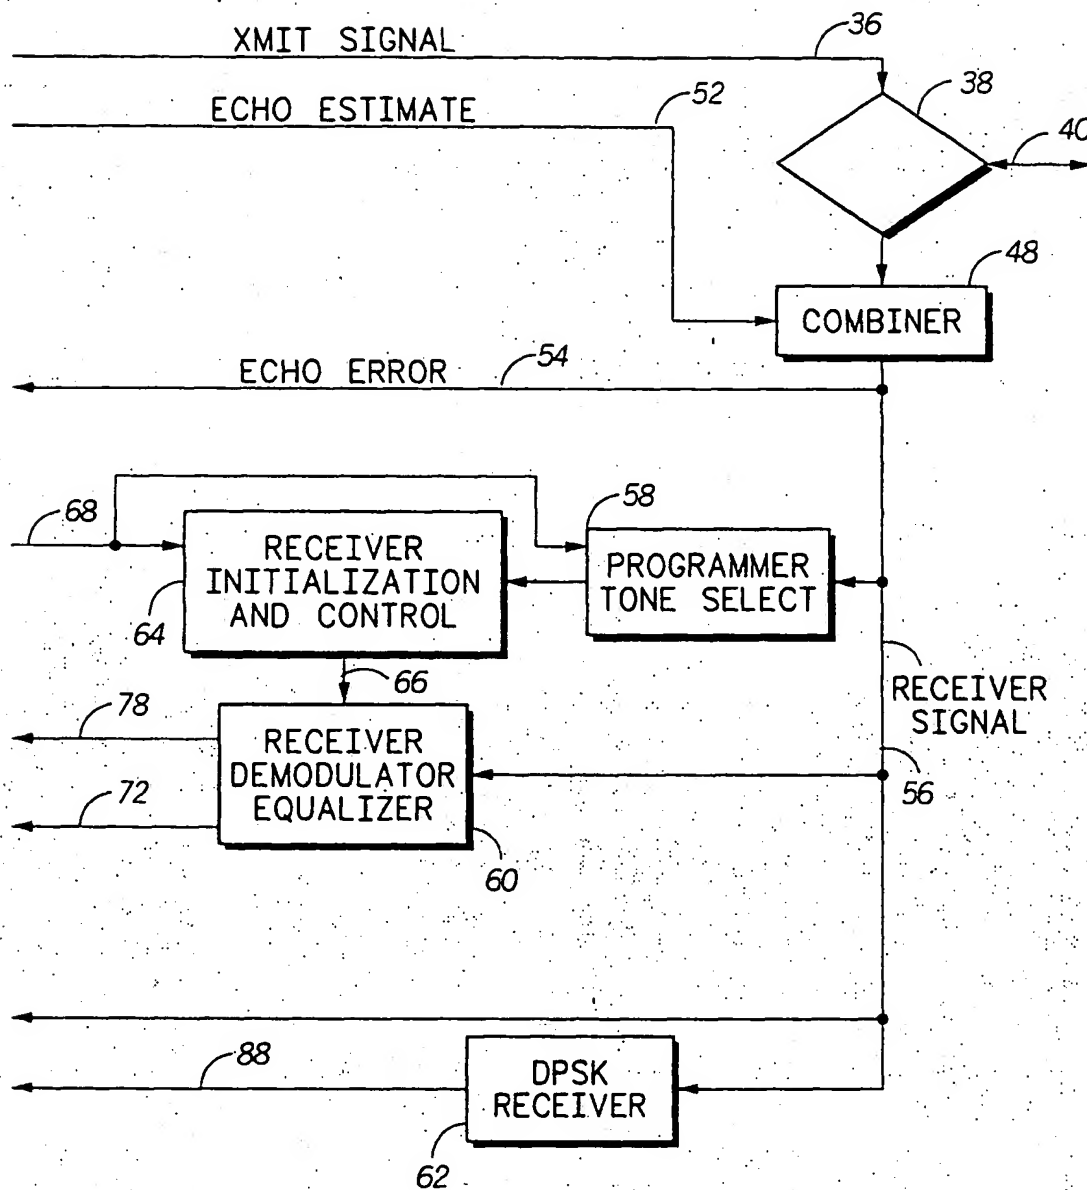 XMIT SIGNAL
36
38
ECHO ESTIMATE
52
40
48
COMBINER
ECHO ERROR
54
68
58
RECEIVER
INITIALIZATION
AND CONTROL
PROGRAMMER
TONE SELECT
64
66
RECEIVER
SIGNAL
78
RECEIVER
DEMODULATOR
EQUALIZER
72
56
60
88
DPSK
RECEIVER
62